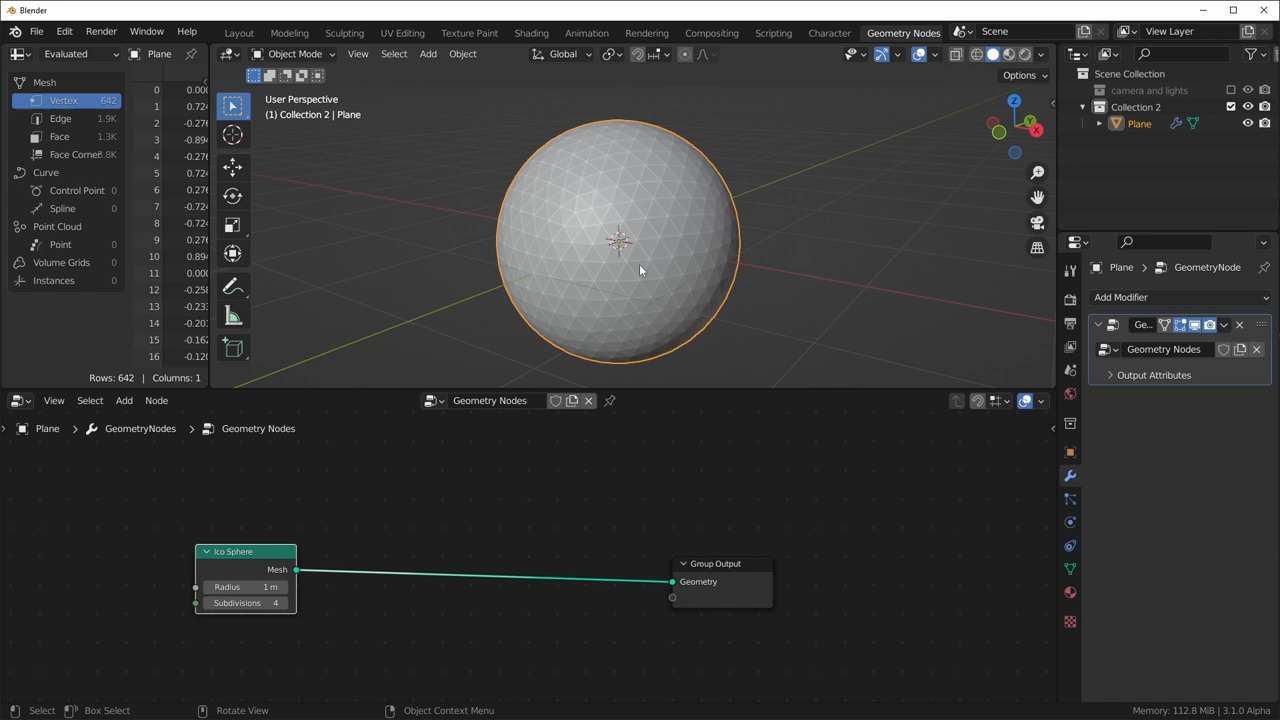 Blender
File Edit Render Window Help
Layout Modeling Sculpting UV Editing Texture Paint Shading Animation Rendering Compositing Scripting Character Geometry Nodes
Scene
View Layer
Evaluated
Plane
Object Mode View Select Add Object
Global
Options
Mesh
Vertex 642
Edge 1.9K
Face 1.3K
Face Corner 3.8K
Curve
Control Point 0
Spline 0
Point Cloud
Point 0
Volume Grids 0
Instances 0
0 0.000
1 0.724
2 -0.276
3 -0.894
4 -0.276
5 0.724
6 0.276
7 -0.724
8 -0.724
9 0.276
10 0.894
11 0.000
12 -0.258
13 -0.233
14 -0.201
15 -0.162
16 -0.120
Rows: 642 | Columns: 1
User Perspective
(1) Collection 2 | Plane
Z
Y
X
Scene Collection
camera and lights
Collection 2
Plane
Plane GeometryNode
Add Modifier
Ge...
Geometry Nodes
Output Attributes
View Select Add Node
Geometry Nodes
Plane GeometryNodes Geometry Nodes
Ico Sphere
Mesh
Radius 1 m
Subdivisions 4
Group Output
Geometry
Select Box Select Rotate View Object Context Menu
Memory: 112.8 MiB | 3.1.0 Alpha